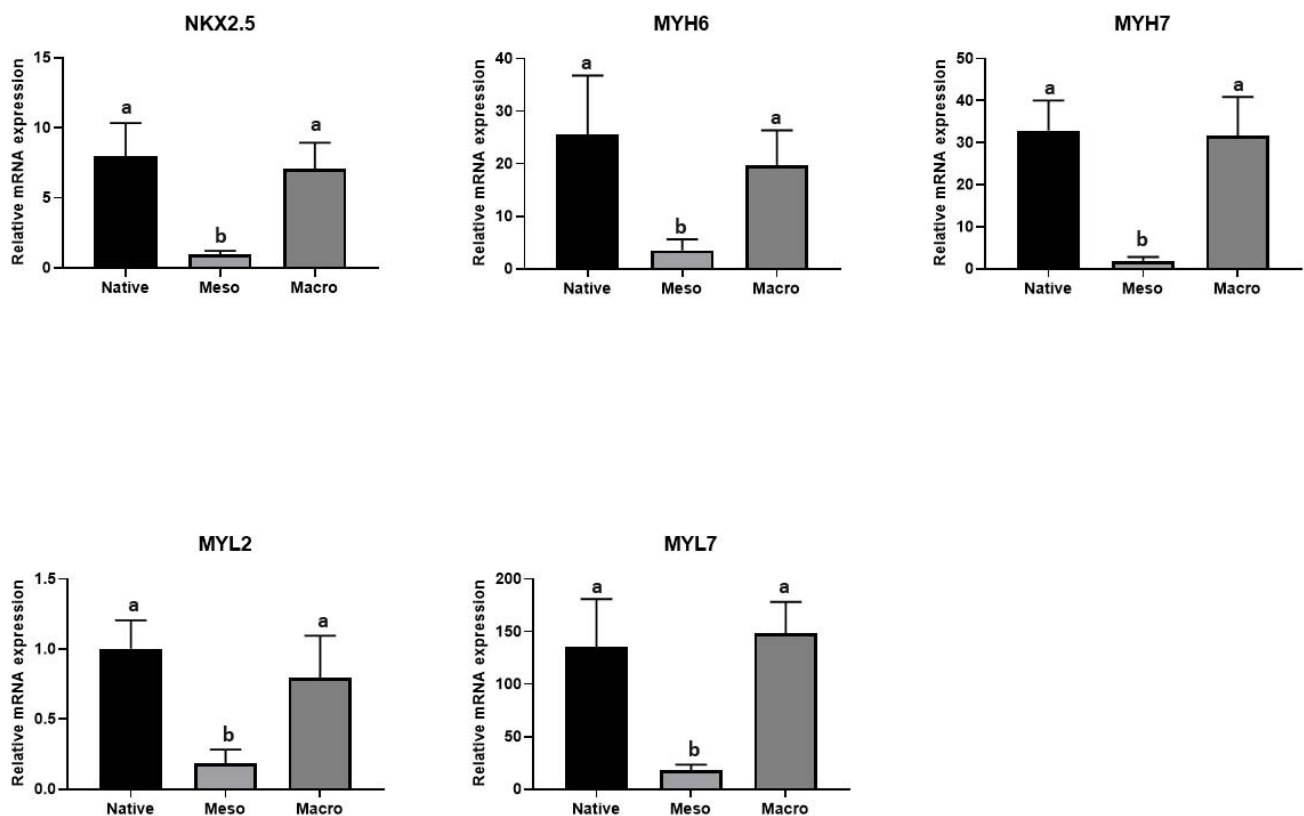 NKX2.5
Relative mRNA expression
15
10
5
0
a
b
a
Native Meso Macro
MYH6
Relative mRNA expression
40
30
20
10
0
a
b
a
Native Meso Macro
MYH7
Relative mRNA expression
50
40
30
20
10
0
a
b
a
Native Meso Macro
MYL2
Relative mRNA expression
1.5
1.0
0.5
0.0
a
b
a
Native Meso Macro
MYL7
Relative mRNA expression
200
150
100
50
0
a
b
a
Native Meso Macro